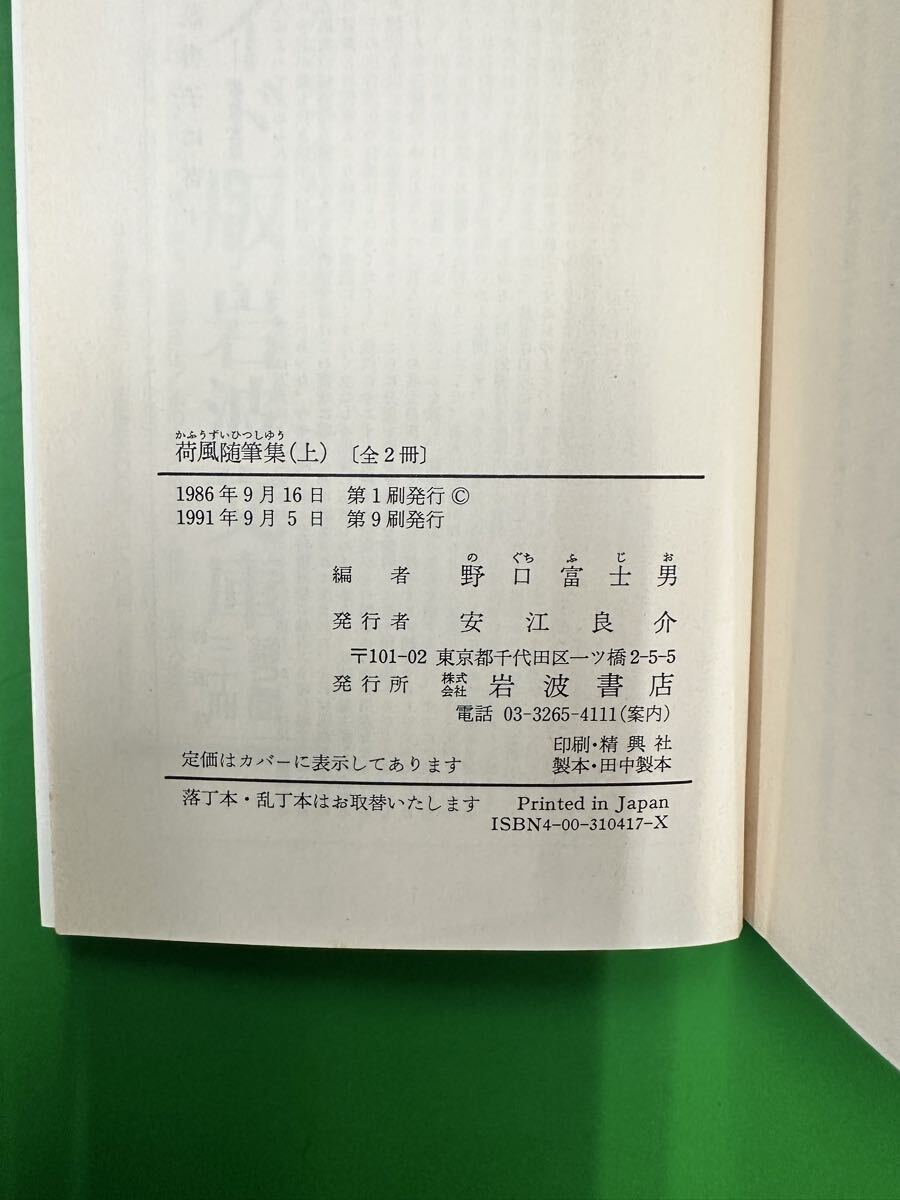 かふうずいひつしゆう
荷風随筆集(上)〔全2冊〕
1986年9月16日 第1刷発行©
1991年9月5日 第9刷発行
の ぐち ふ じ お
編者 野口富士男
発行者 安江良介
〒101-02 東京都千代田区一ツ橋2-5-5
発行所 株式会社 岩波書店
電話 03-3265-4111(案内)
印刷・精興社
定価はカバーに表示してあります 製本・田中製本
落丁本・乱丁本はお取替いたします Printed in Japan
ISBN4-00-310417-X